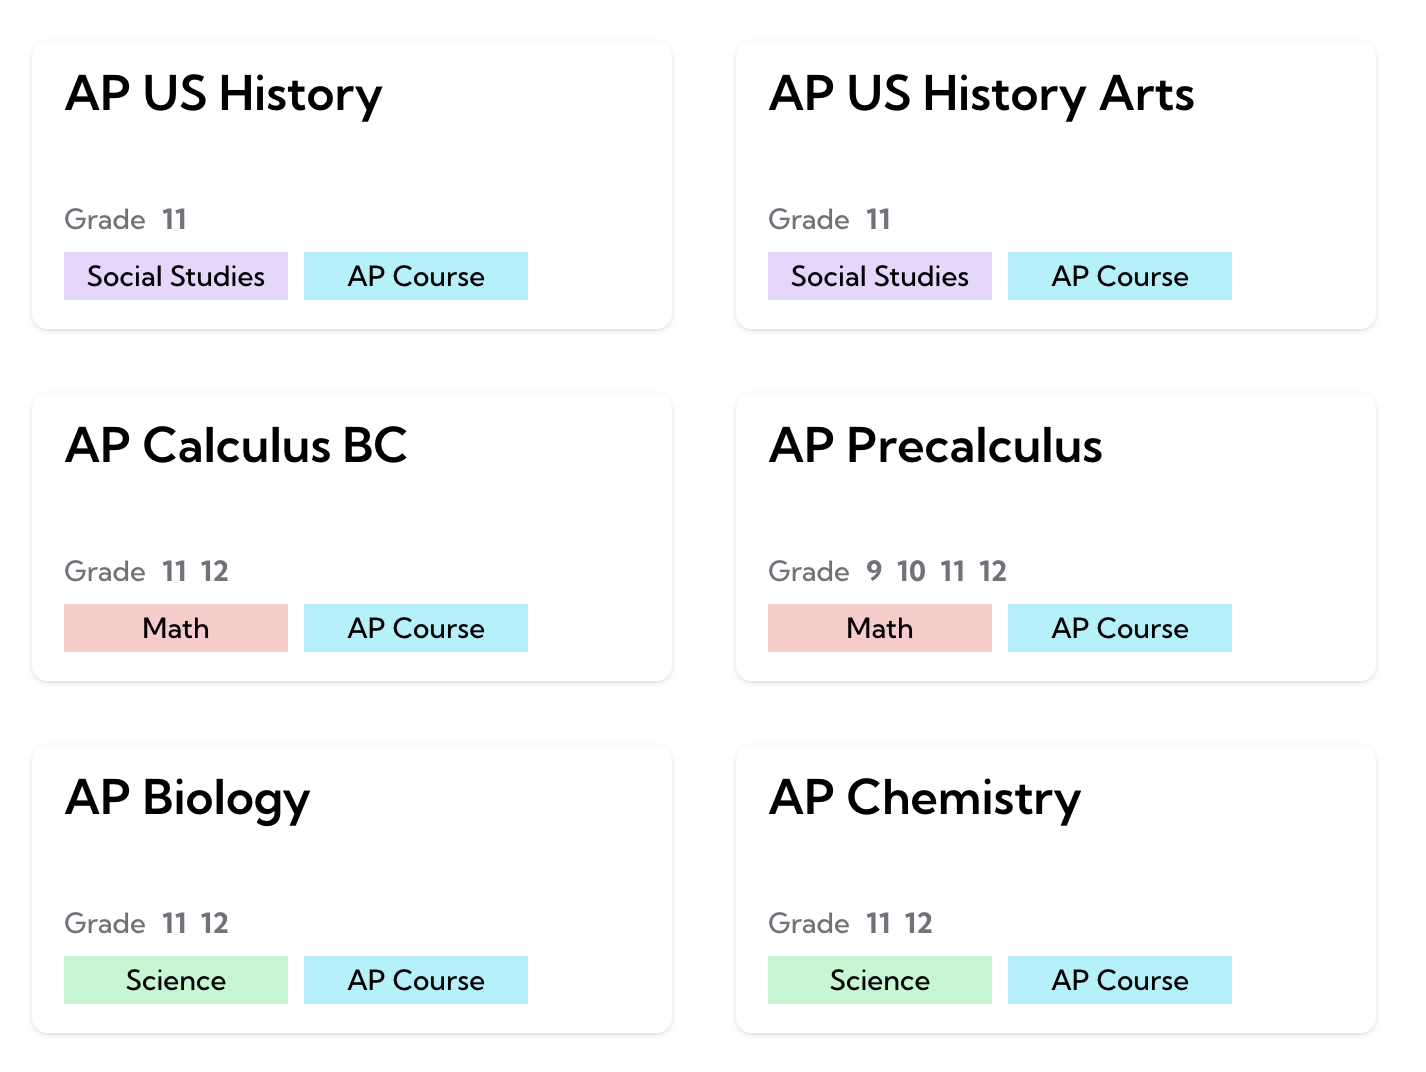 AP US History
Grade 11
Social Studies AP Course
AP US History Arts
Grade 11
Social Studies AP Course
AP Calculus BC
Grade 11 12
Math AP Course
AP Precalculus
Grade 9 10 11 12
Math AP Course
AP Biology
Grade 11 12
Science AP Course
AP Chemistry
Grade 11 12
Science AP Course